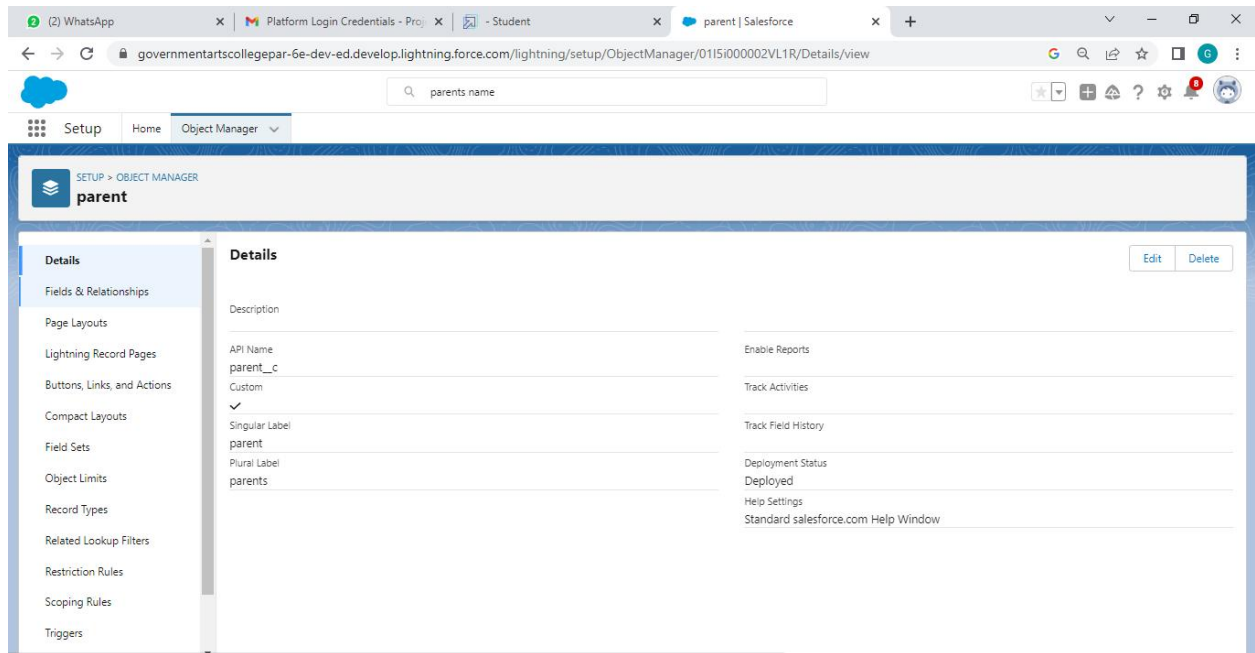 (2) WhatsApp
Platform Login Credentials - Proj
- Student
parent | Salesforce
governmentartscollegepar-6e-dev-ed.develop.lightning.force.com/lightning/setup/ObjectManager/01I5i000002VL1R/Details/view
G
parents name
8
Setup
Home
Object Manager
SETUP > OBJECT MANAGER
parent
Details
Fields & Relationships
Page Layouts
Lightning Record Pages
Buttons, Links, and Actions
Compact Layouts
Field Sets
Object Limits
Record Types
Related Lookup Filters
Restriction Rules
Scoping Rules
Triggers
Details
Edit
Delete
Description
API Name
parent__c
Custom
Singular Label
parent
Plural Label
parents
Enable Reports
Track Activities
Track Field History
Deployment Status
Deployed
Help Settings
Standard salesforce.com Help Window